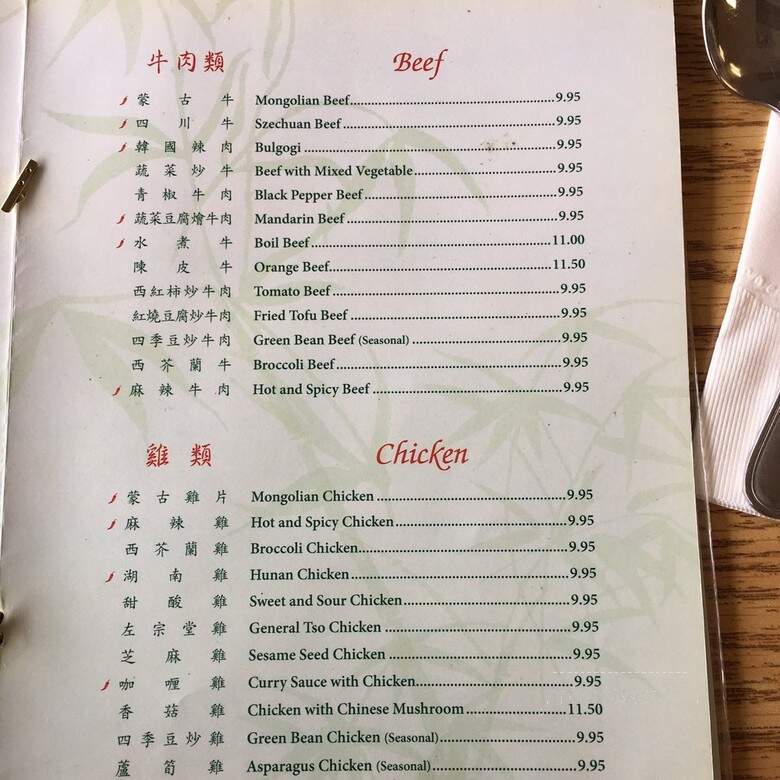 牛肉類 Beef
蒙古牛 Mongolian Beef 9.95
四川牛 Szechuan Beef 9.95
韓國辣肉 Bulgogi 9.95
蔬菜炒牛肉 Beef with Mixed Vegetable 9.95
青椒牛肉 Black Pepper Beef 9.95
蔬菜豆腐燴牛肉 Mandarin Beef 9.95
水煮牛 Boil Beef 11.00
陳皮牛 Orange Beef 11.50
西紅柿炒牛肉 Tomato Beef 9.95
紅燒豆腐炒牛肉 Fried Tofu Beef 9.95
四季豆炒牛肉 Green Bean Beef (Seasonal) 9.95
西芥蘭牛 Broccoli Beef 9.95
麻辣牛肉 Hot and Spicy Beef 9.95
雞類 Chicken
蒙古雞片 Mongolian Chicken 9.95
麻辣雞 Hot and Spicy Chicken 9.95
西芥蘭雞 Broccoli Chicken 9.95
湖南雞 Hunan Chicken 9.95
甜酸雞 Sweet and Sour Chicken 9.95
左宗堂雞 General Tso Chicken 9.95
芝麻雞 Sesame Seed Chicken 9.95
咖喱雞 Curry Sauce with Chicken 9.95
香菇雞 Chicken with Chinese Mushroom 11.50
四季豆炒雞 Green Bean Chicken (Seasonal) 9.95
蘆筍雞 Asparagus Chicken (Seasonal) 9.95